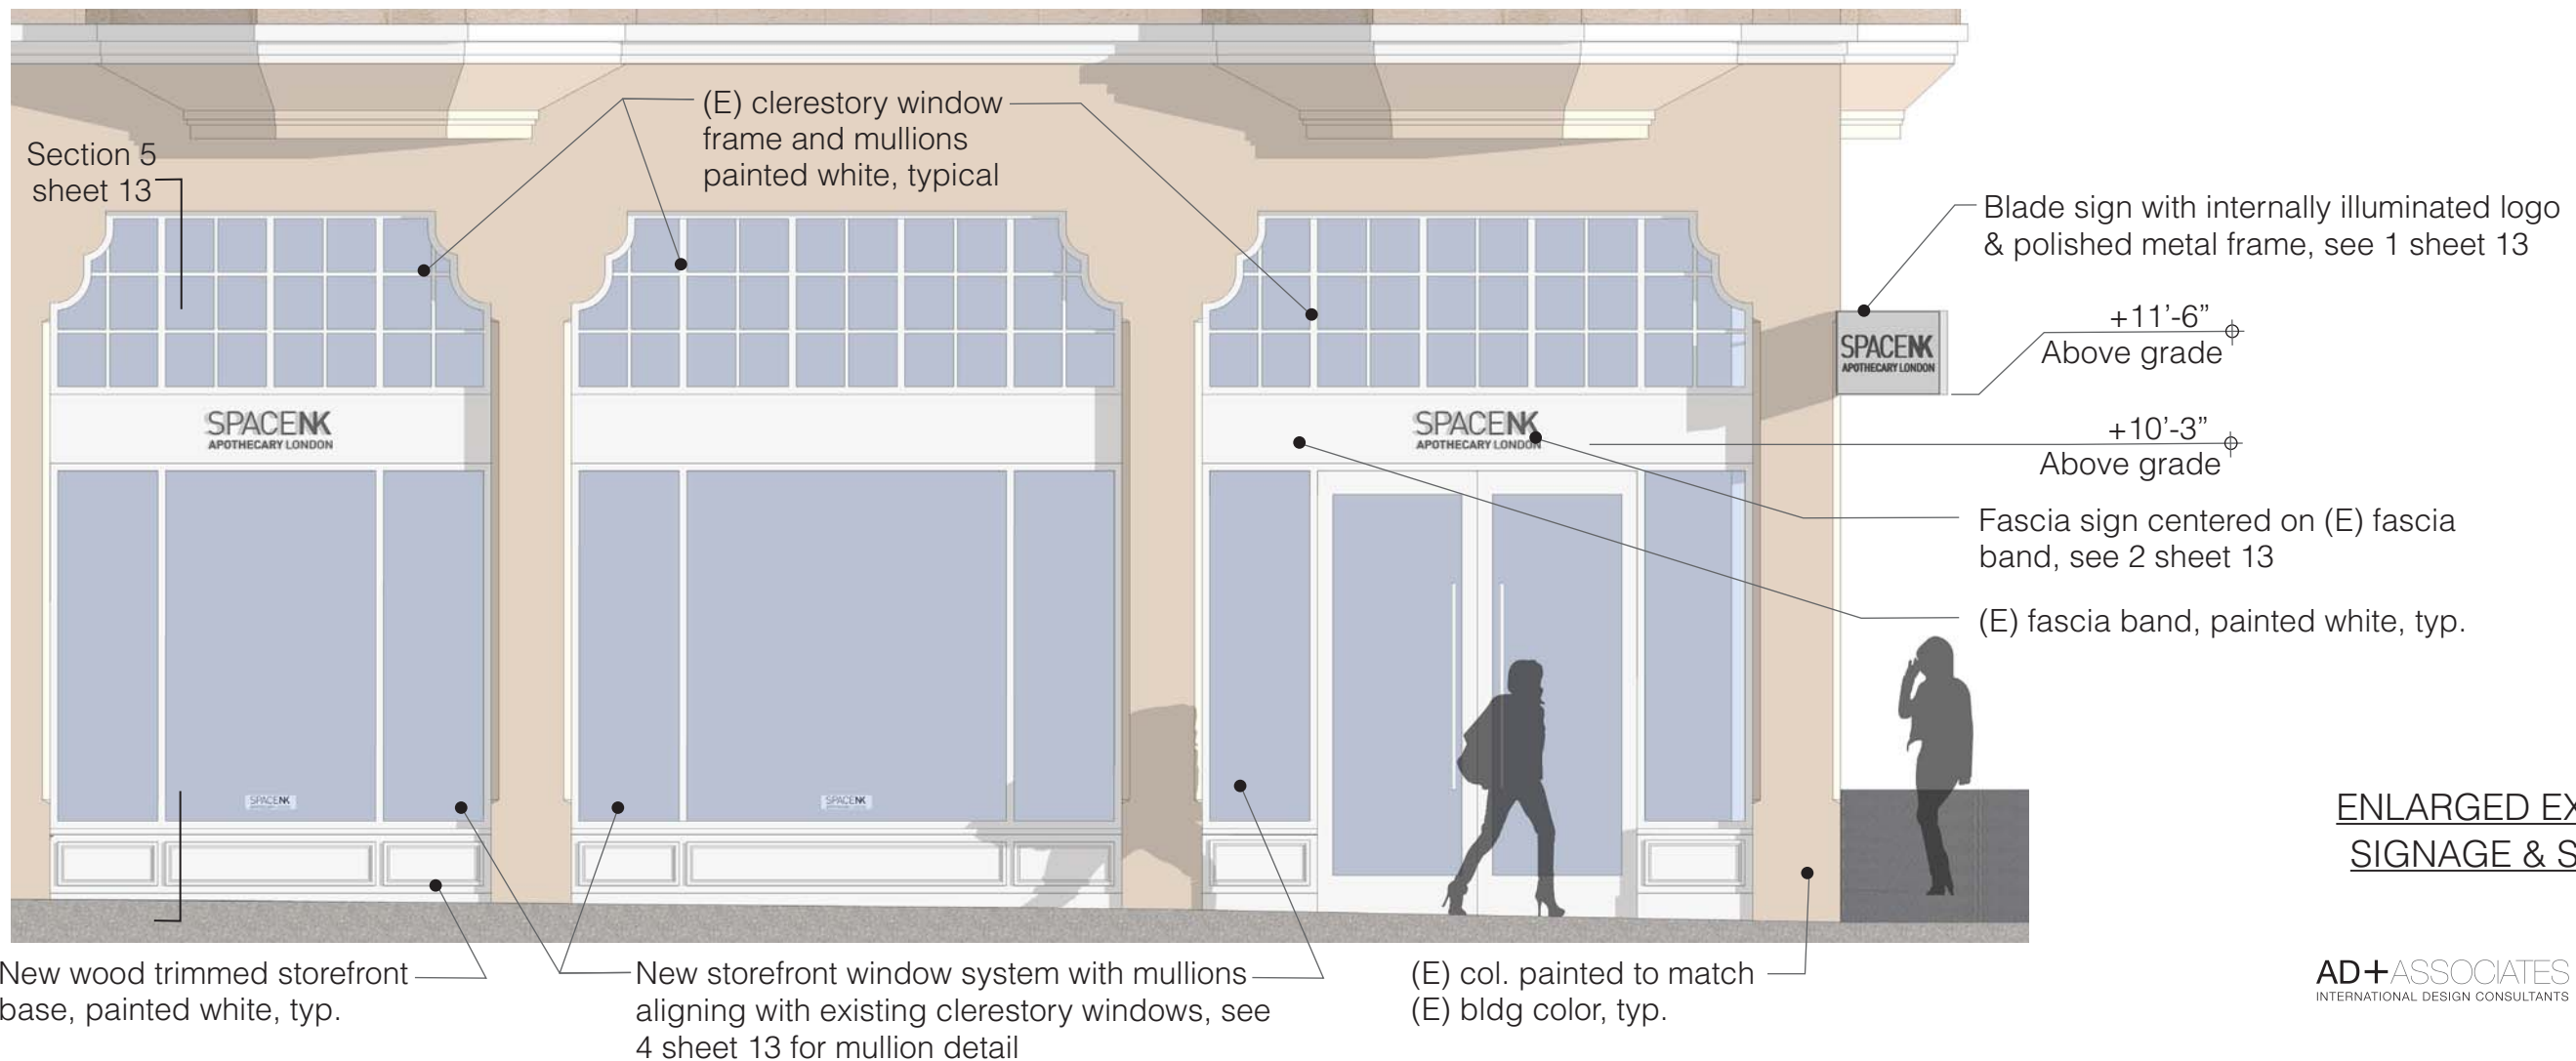 (E) clerestory window
frame and mullions
painted white, typical
Section 5
sheet 13
Blade sign with internally illuminated logo
& polished metal frame, see 1 sheet 13
+11’-6”
Above grade
SPACENK
APOTHECARY LONDON
SPACENK
APOTHECARY LONDON
SPACENK
APOTHECARY LONDON
+10’-3”
Above grade
Fascia sign centered on (E) fascia
band, see 2 sheet 13
(E) fascia band, painted white, typ.
SPACENK
SPACENK
ENLARGED
SIGNAGE &
New wood trimmed storefront
base, painted white, typ.
New storefront window system with mullions
aligning with existing clerestory windows, see
4 sheet 13 for mullion detail
(E) col. painted to match
(E) bldg color, typ.
AD+ASSOCIATES
INTERNATIONAL DESIGN CONSULTANTS